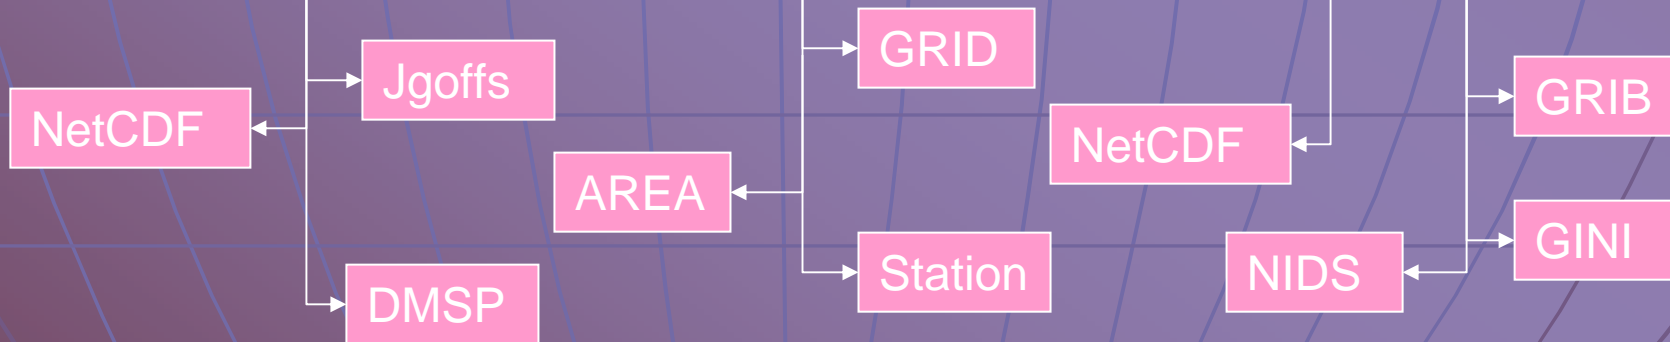 GRID
Jgoffs
GRIB
NetCDF
NetCDF
AREA
GINI
Station
NIDS
DMSP